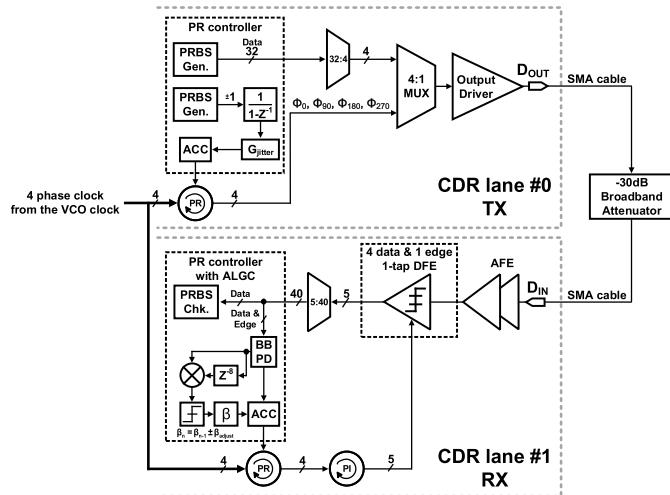 PR controller
PRBS
Gen.
Data
32
32:4
4
4:1
MUX
Output
Driver
D_OUT
SMA cable
PRBS
Gen.
±1
1
1-Z⁻¹
Φ₀, Φ₉₀, Φ₁₈₀, Φ₂₇₀
ACC
G_jitter
4 phase clock
from the VCO clock
4
PR
4
CDR lane #0
TX
-30dB
Broadband
Attenuator
PR controller
with ALGC
4 data & 1 edge
1-tap DFE
AFE
PRBS
Chk.
Data
40
5:40
5
D_IN
SMA cable
Data &
Edge
BB
PD
Z⁻⁸
β
ACC
βₙ = βₙ₋₁ ± β_adjust
4
PR
4
PI
5
CDR lane #1
RX